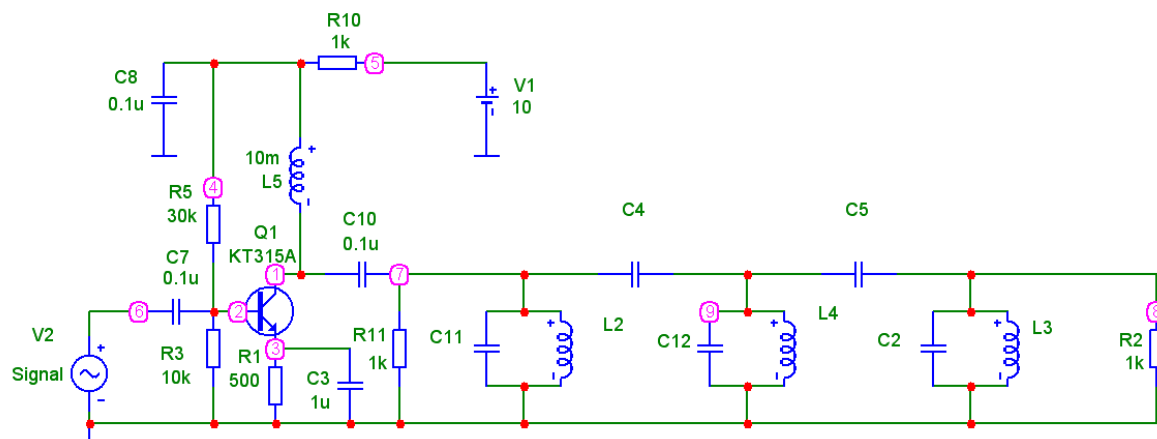 R10
1k
5
C8
0.1u
V1
10
10m
L5
4
R5
30k
C4
C5
Q1
KT315A
C10
0.1u
C7
0.1u
1
7
6
2
9
8
V2
Signal
R3
10k
3
R1
500
C3
1u
R11
1k
C11
L2
C12
L4
C2
L3
R2
1k